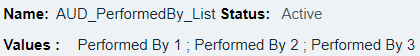 Name: AUD_PerformedBy_List Status: Active
Values : Performed By 1 ; Performed By 2 ; Performed By 3